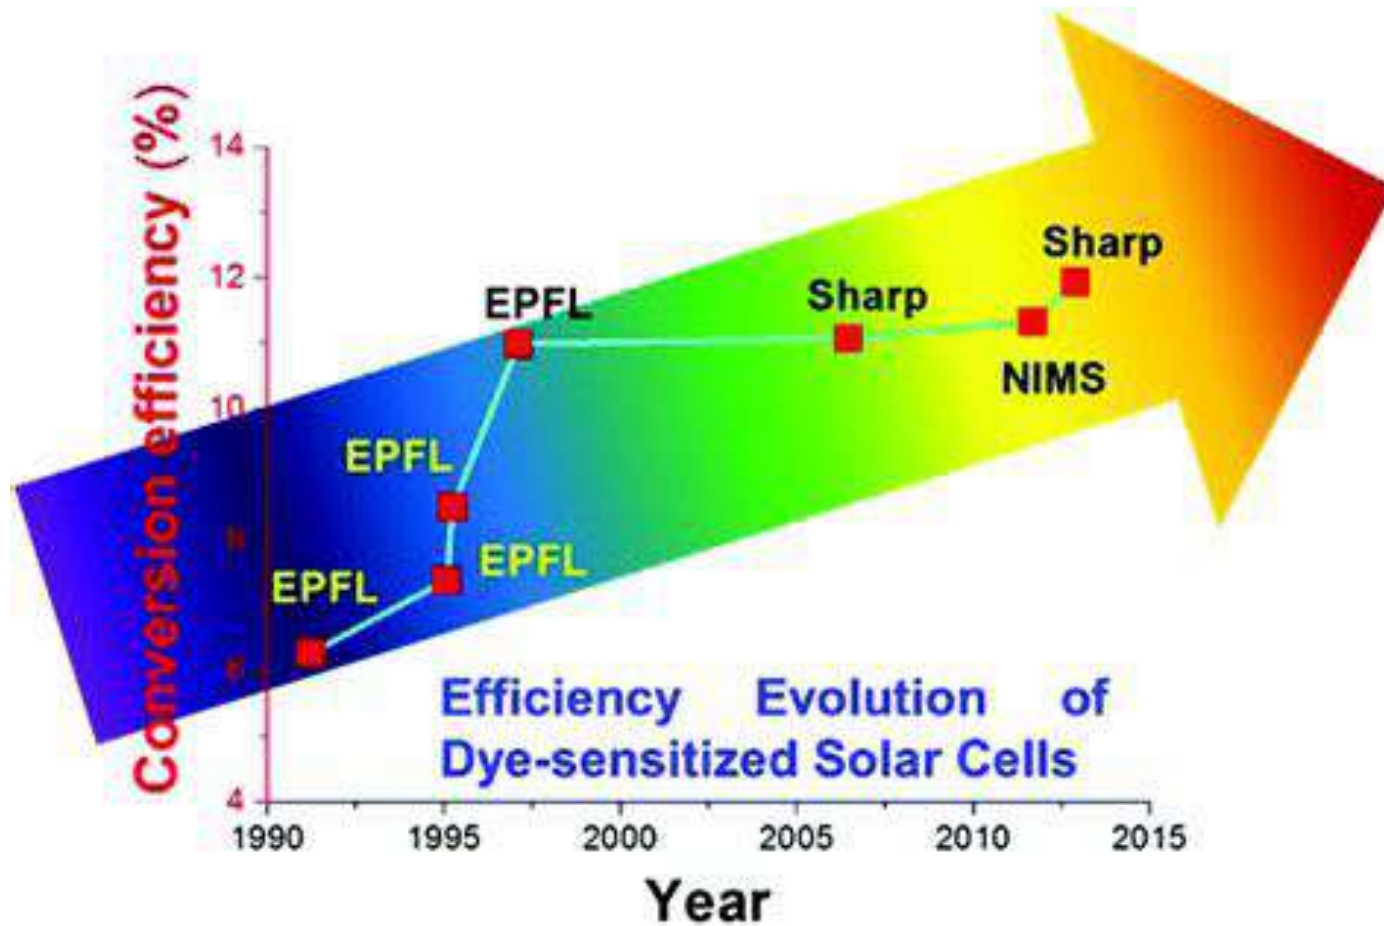 Conversion efficiency (%)
14
12
10
8
6
4
EPFL
EPFL
EPFL
EPFL
Sharp
NIMS
Sharp
Efficiency Evolution of
Dye-sensitized Solar Cells
1990 1995 2000 2005 2010 2015
Year